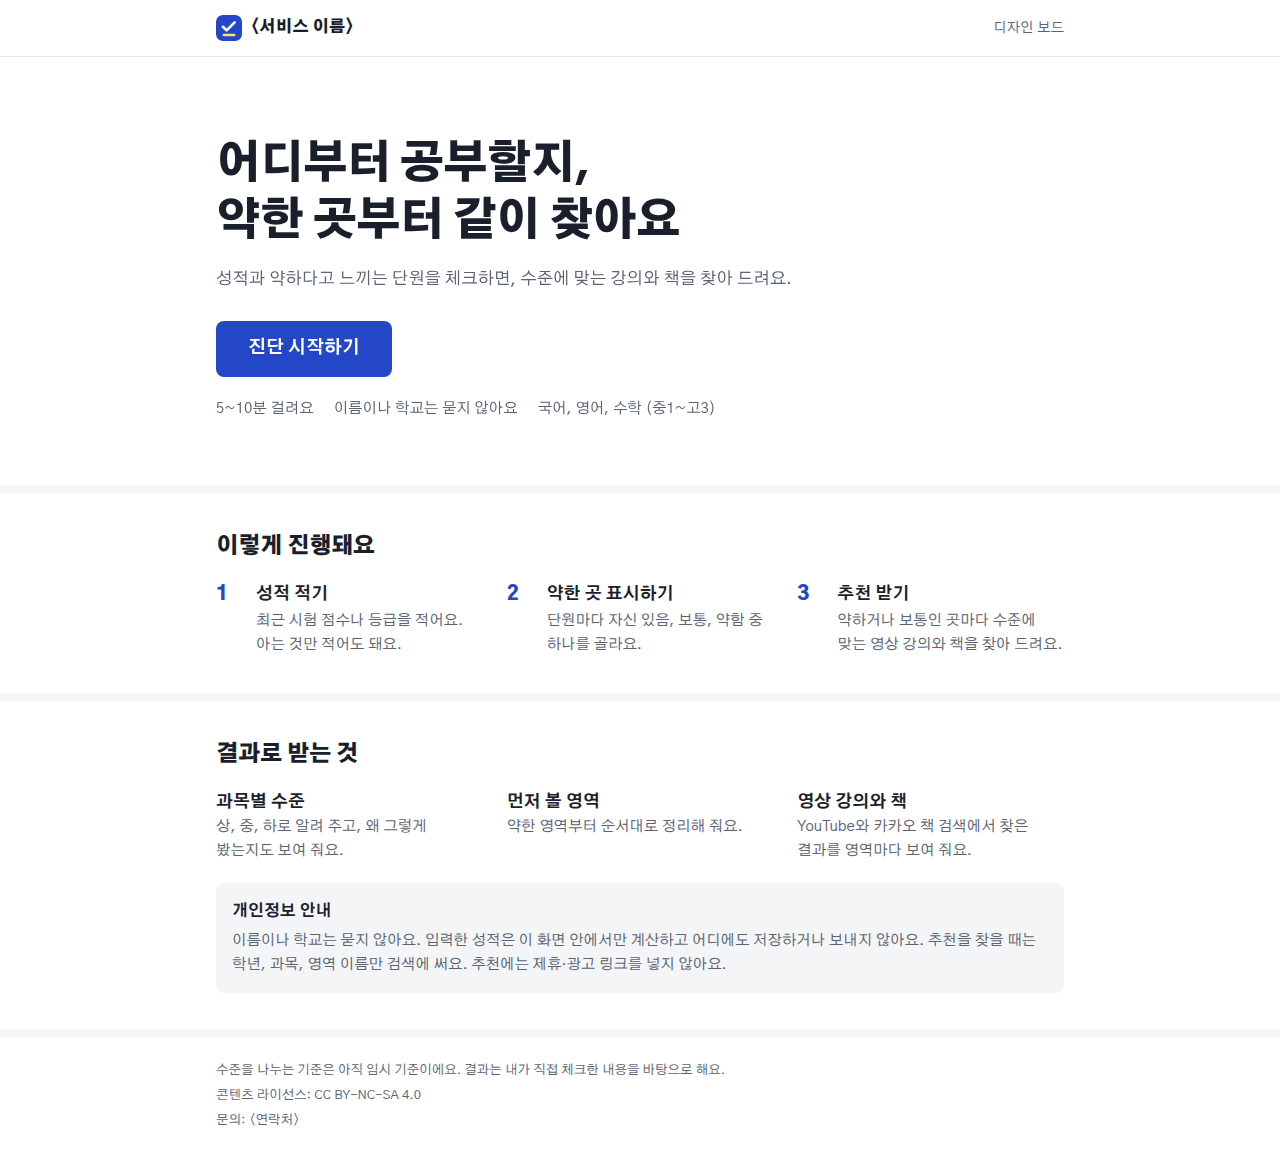 〈서비스 이름〉
디자인 보드
어디부터 공부할지,
약한 곳부터 같이 찾아요
성적과 약하다고 느끼는 단원을 체크하면, 수준에 맞는 강의와 책을 찾아 드려요.
진단 시작하기
5~10분 걸려요 이름이나 학교는 묻지 않아요 국어, 영어, 수학 (중1~고3)
이렇게 진행돼요
1 성적 적기
최근 시험 점수나 등급을 적어요.
아는 것만 적어도 돼요.
2 약한 곳 표시하기
단원마다 자신 있음, 보통, 약함 중
하나를 골라요.
3 추천 받기
약하거나 보통인 곳마다 수준에
맞는 영상 강의와 책을 찾아 드려요.
결과로 받는 것
과목별 수준
상, 중, 하로 알려 주고, 왜 그렇게
봤는지도 보여 줘요.
먼저 볼 영역
약한 영역부터 순서대로 정리해 줘요.
영상 강의와 책
YouTube와 카카오 책 검색에서 찾은
결과를 영역마다 보여 줘요.
개인정보 안내
이름이나 학교는 묻지 않아요. 입력한 성적은 이 화면 안에서만 계산하고 어디에도 저장하거나 보내지 않아요. 추천을 찾을 때는
학년, 과목, 영역 이름만 검색에 써요. 추천에는 제휴·광고 링크를 넣지 않아요.
수준을 나누는 기준은 아직 임시 기준이에요. 결과는 내가 직접 체크한 내용을 바탕으로 해요.
콘텐츠 라이선스: CC BY-NC-SA 4.0
문의: 〈연락처〉